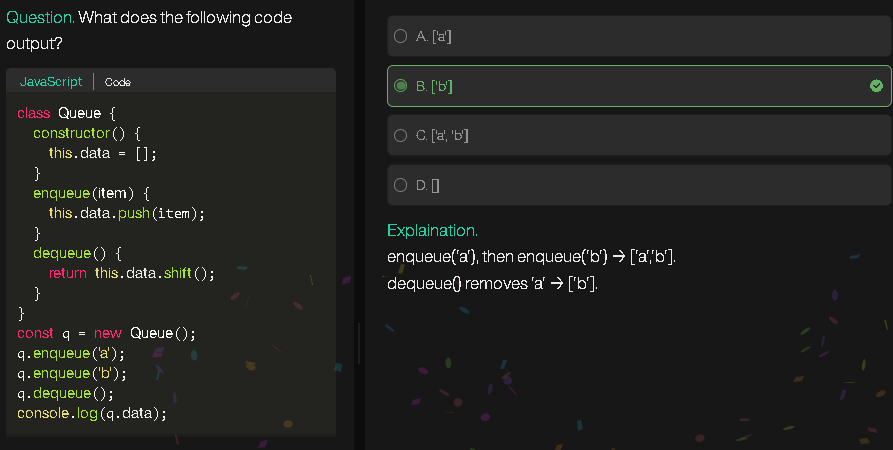 Question. What does the following code
output?
JavaScript | Code
class Queue {
constructor() {
this.data = [];
}
enqueue(item) {
this.data.push(item);
}
dequeue() {
return this.data.shift();
}
}
const q = new Queue();
q.enqueue('a');
q.enqueue('b');
q.dequeue();
console.log(q.data);
A. ['a']
B. ['b']
C. ['a', 'b']
D. []
Explaination.
enqueue('a'), then enqueue('b') → ['a','b'].
dequeue() removes 'a' → ['b'].